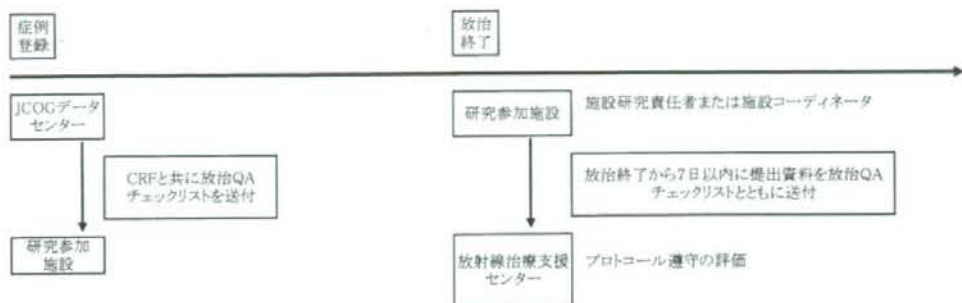 症例
登録
放治
終了
JCOGデータ
センター
CRFと共に放治QA
チェックリストを送付
研究参加
施設
研究参加施設
施設研究責任者または施設コーディネータ
放治終了から7日以内に提出資料を放治QA
チェックリストとともに送付
放射線治療支援
センター
プロトコール遵守の評価